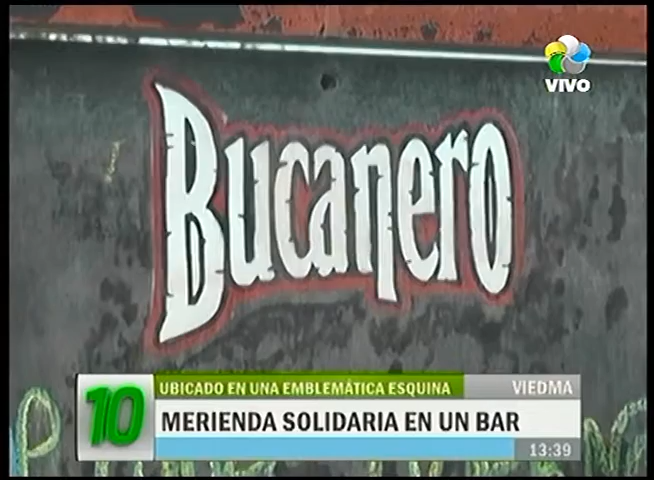 VIVO
Bucanero
UBICADO EN UNA EMBLEMÁTICA ESQUINA VIEDMA
10 MERIENDA SOLIDARIA EN UN BAR
13:39